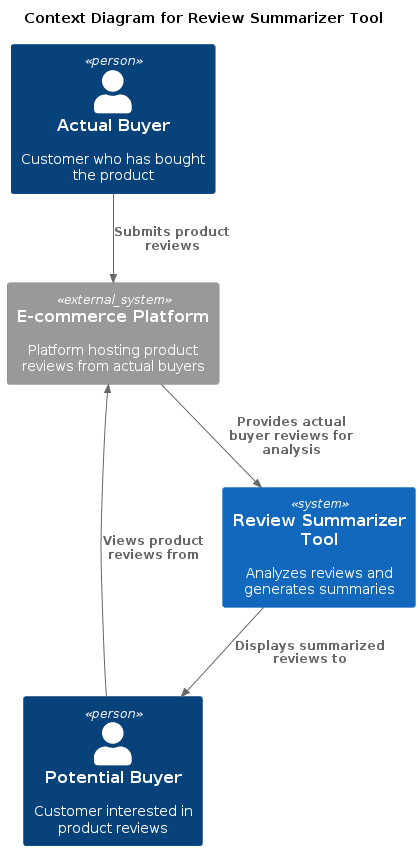 Context Diagram for Review Summarizer Tool
«person»
Actual Buyer
Customer who has bought
the product
Submits product
reviews
«external_system»
E-commerce Platform
Platform hosting product
reviews from actual buyers
Provides actual
buyer reviews for
analysis
«system»
Review Summarizer
Tool
Analyzes reviews and
generates summaries
Views product
reviews from
Displays summarized
reviews to
«person»
Potential Buyer
Customer interested in
product reviews